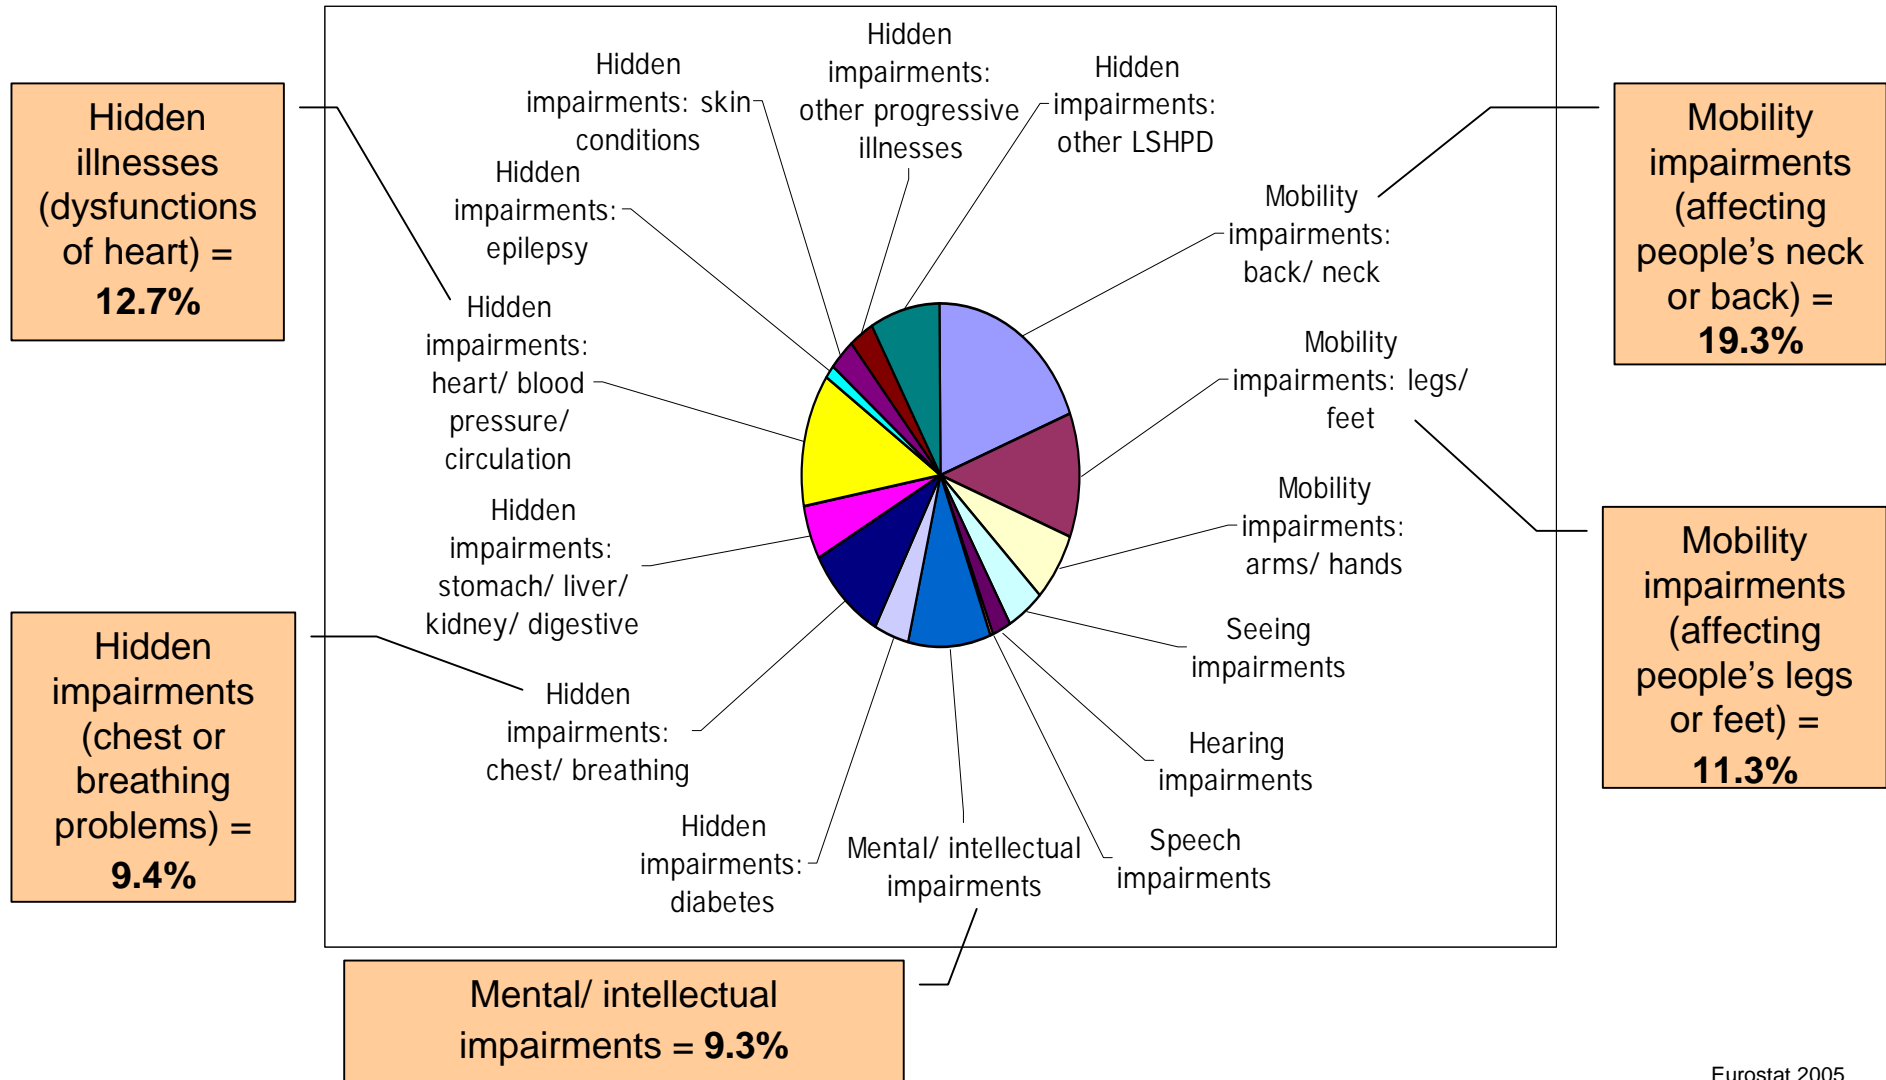 Hidden
illnesses
(dysfunctions
of heart) =
12.7%
Hidden
impairments
(chest or
breathing
problems) =
9.4%
Hidden
impairments: skin
conditions
Hidden
impairments:
other progressive
illnesses
Hidden
impairments:
other LSHPD
Hidden
impairments:
epilepsy
Hidden
impairments:
heart/ blood
pressure/
circulation
Hidden
impairments:
stomach/ liver/
kidney/ digestive
Hidden
impairments:
chest/ breathing
Hidden
impairments:
diabetes
Mental/ intellectual
impairments
Speech
impairments
Hearing
impairments
Seeing
impairments
Mobility
impairments:
arms/ hands
Mobility
impairments: legs/
feet
Mobility
impairments:
back/ neck
Mobility
impairments
(affecting
people’s neck
or back) =
19.3%
Mobility
impairments
(affecting
people’s legs
or feet) =
11.3%
Mental/ intellectual
impairments = 9.3%
Eurostat 2005